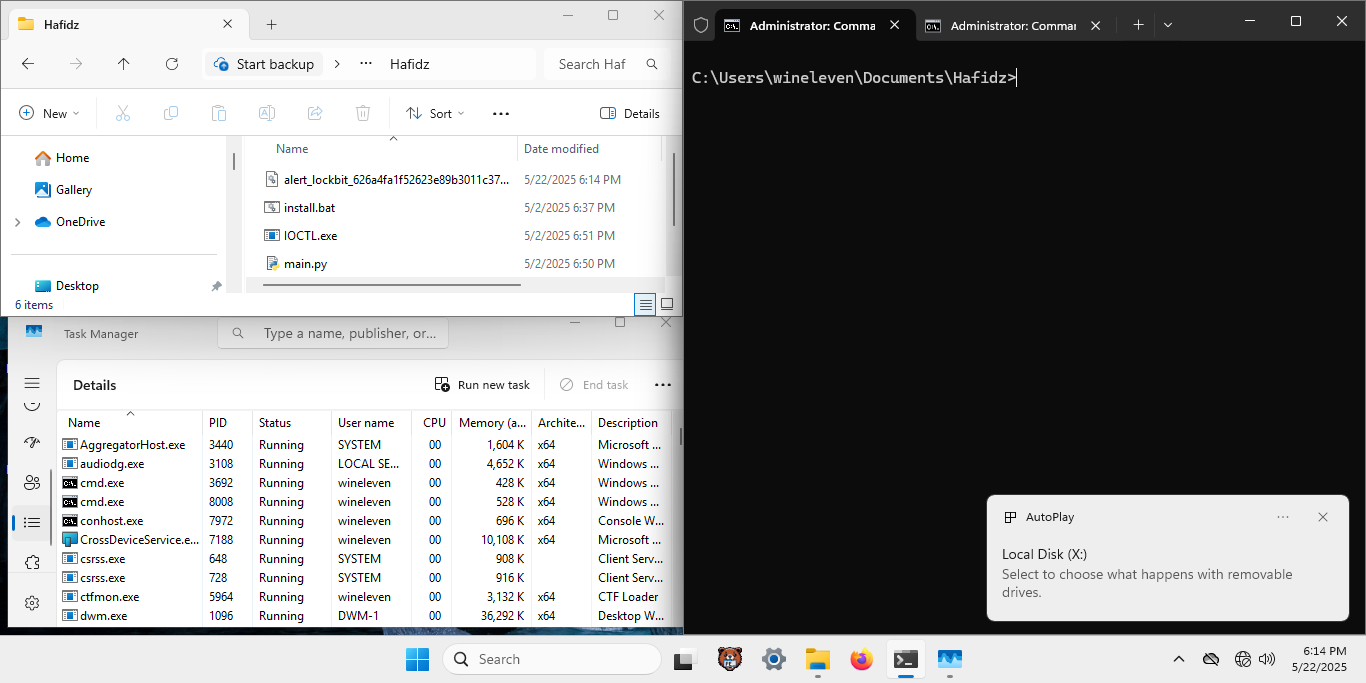 Hafidz
Start backup
Hafidz
Search Haf
New
Sort
Details
Home
Gallery
OneDrive
Desktop
Name Date modified
alert_lockbit_626a4fa1f52623e89b3011c37... 5/22/2025 6:14 PM
install.bat 5/2/2025 6:37 PM
IOCTL.exe 5/2/2025 6:51 PM
main.py 5/2/2025 6:50 PM
6 items
Task Manager
Type a name, publisher, or...
Details
Run new task
End task
Name PID Status User name CPU Memory (a... Archite... Description
AggregatorHost.exe 3440 Running SYSTEM 00 1,604 K x64 Microsoft ...
audiodg.exe 3108 Running LOCAL SE... 00 4,652 K x64 Windows ...
cmd.exe 3692 Running wineleven 00 428 K x64 Windows ...
cmd.exe 8008 Running wineleven 00 528 K x64 Windows ...
conhost.exe 7972 Running wineleven 00 696 K x64 Console W...
CrossDeviceService.e... 7188 Running wineleven 00 10,108 K x64 Microsoft ...
csrss.exe 648 Running SYSTEM 00 908 K Client Serv...
csrss.exe 728 Running SYSTEM 00 916 K Client Serv...
ctfmon.exe 5964 Running wineleven 00 3,132 K x64 CTF Loader
dwm.exe 1096 Running DWM-1 00 36,292 K x64 Desktop W...
Administrator: Comma
Administrator: Comma
C:\Users\wineleven\Documents\Hafidz>
AutoPlay
Local Disk (X:)
Select to choose what happens with removable
drives.
Search
6:14 PM
5/22/2025